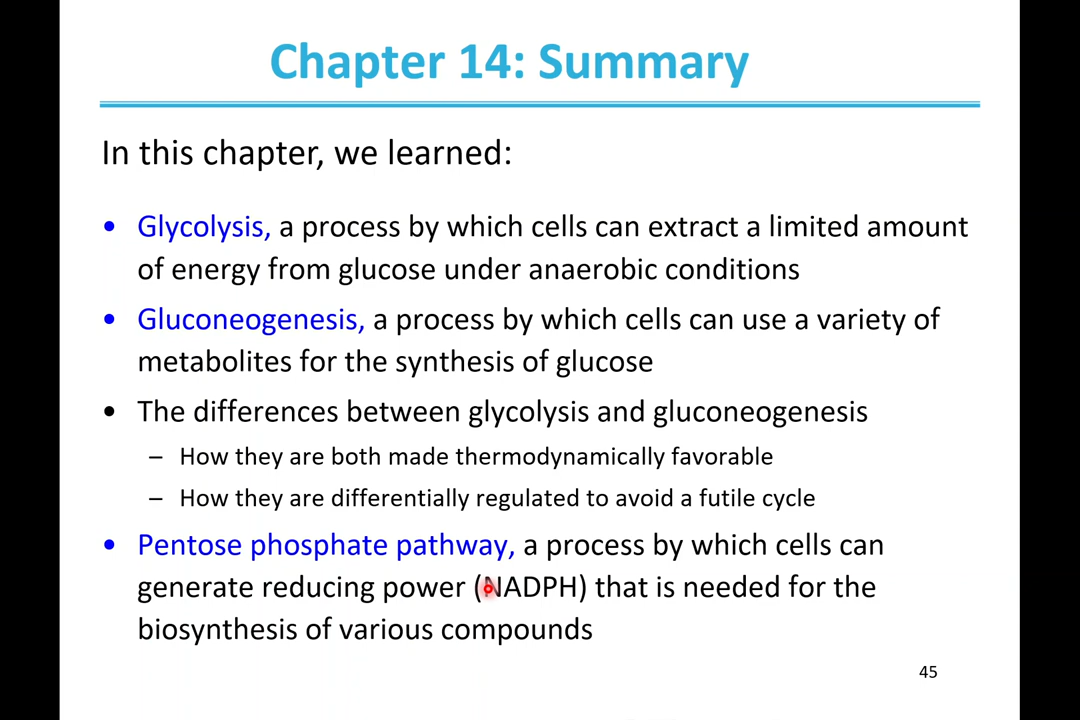 Chapter 14: Summary
In this chapter, we learned:
• Glycolysis, a process by which cells can extract a limited amount
of energy from glucose under anaerobic conditions
• Gluconeogenesis, a process by which cells can use a variety of
metabolites for the synthesis of glucose
• The differences between glycolysis and gluconeogenesis
– How they are both made thermodynamically favorable
– How they are differentially regulated to avoid a futile cycle
• Pentose phosphate pathway, a process by which cells can
generate reducing power (NADPH) that is needed for the
biosynthesis of various compounds
45